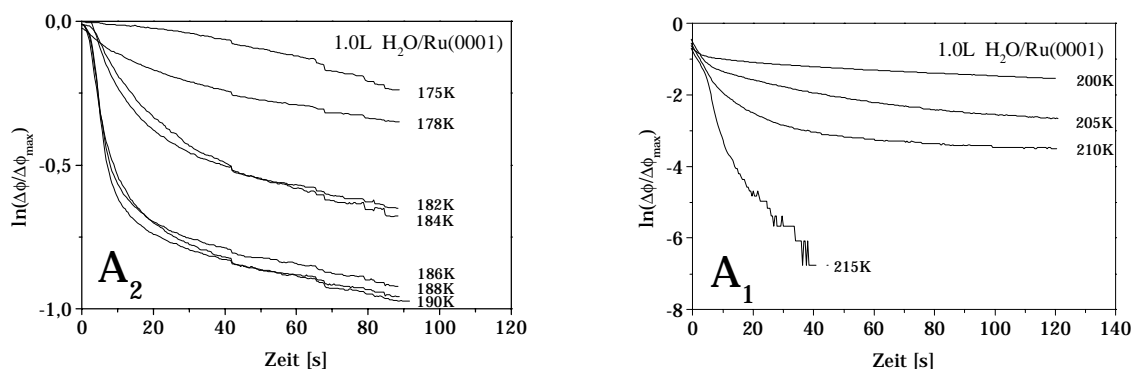 0,0
1.0L H₂O/Ru(0001)
175K
178K
182K
184K
186K
188K
190K
-0,5
-1,0
ln(Δϕ/Δϕmax)
A₂
0 20 40 60 80 100 120
Zeit [s]
0
1.0L H₂O/Ru(0001)
200K
205K
210K
215K
-2
-4
-6
-8
ln(Δϕ/Δϕmax)
A₁
0 20 40 60 80 100 120 140
Zeit [s]